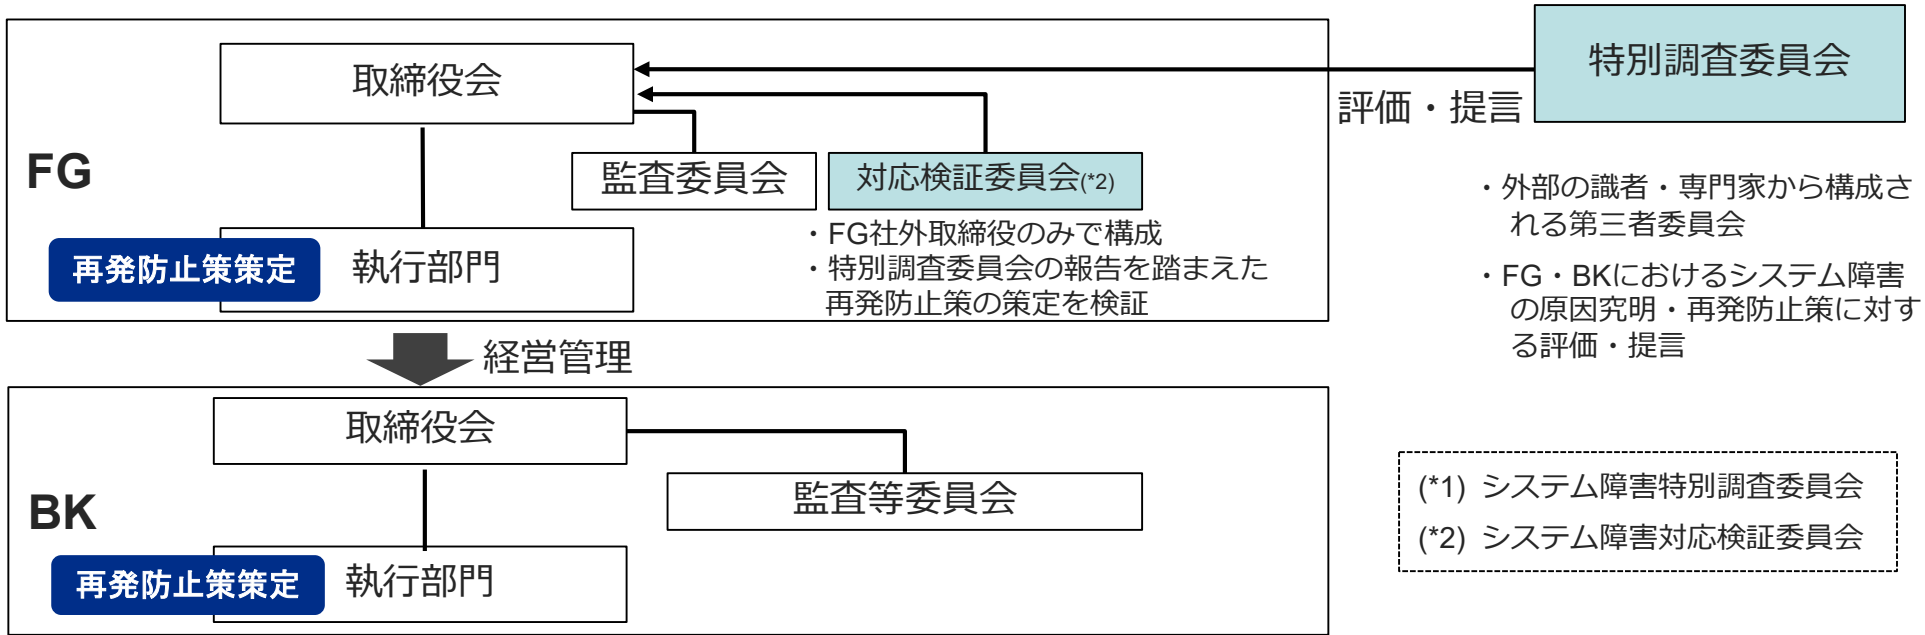 取締役会
特別調査委員会
評価・提言
FG
監査委員会
対応検証委員会(*2)
・FG社外取締役のみで構成
・特別調査委員会の報告を踏まえた
再発防止策の策定を検証
再発防止策策定
執行部門
・外部の識者・専門家から構成さ
れる第三者委員会
・FG・BKにおけるシステム障害
の原因究明・再発防止策に対す
る評価・提言
経営管理
取締役会
BK
監査等委員会
再発防止策策定
執行部門
(*1) システム障害特別調査委員会
(*2) システム障害対応検証委員会